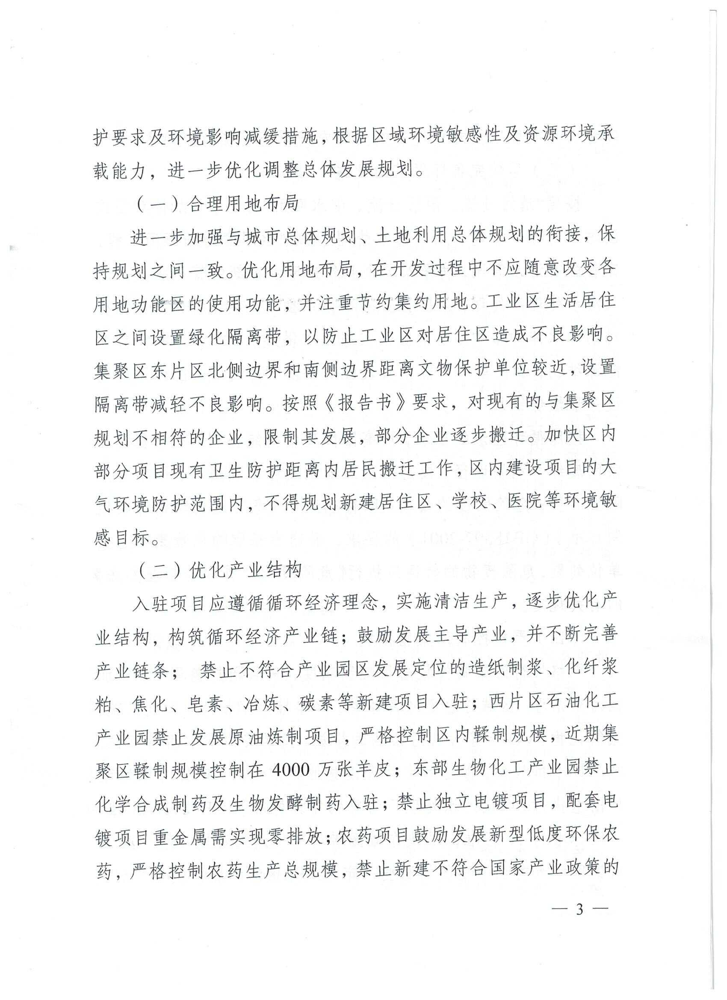 护要求及环境影响减缓措施，根据区域环境敏感性及资源环境承
载能力，进一步优化调整总体发展规划。
（一）合理用地布局
进一步加强与城市总体规划、土地利用总体规划的衔接，保
持规划之间一致。优化用地布局，在开发过程中不应随意改变各
用地功能区的使用功能，并注重节约集约用地。工业区生活居住
区之间设置绿化隔离带，以防止工业区对居住区造成不良影响。
集聚区东片区北侧边界和南侧边界距离文物保护单位较近，设置
隔离带减轻不良影响。按照《报告书》要求，对现有的与集聚区
规划不相符的企业，限制其发展，部分企业逐步搬迁。加快区内
部分项目现有卫生防护距离内居民搬迁工作，区内建设项目的大
气环境防护范围内，不得规划新建居住区、学校、医院等环境敏
感目标。
（二）优化产业结构
入驻项目应遵循循环经济理念，实施清洁生产，逐步优化产
业结构，构筑循环经济产业链；鼓励发展主导产业，并不断完善
产业链条； 禁止不符合产业园区发展定位的造纸制浆、化纤浆
粕、焦化、皂素、冶炼、碳素等新建项目入驻；西片区石油化工
产业园禁止发展原油炼制项目，严格控制区内鞣制规模，近期集
聚区鞣制规模控制在 4000 万张羊皮；东部生物化工产业园禁止
化学合成制药及生物发酵制药入驻；禁止独立电镀项目，配套电
镀项目重金属需实现零排放；农药项目鼓励发展新型低度环保农
药，严格控制农药生产总规模，禁止新建不符合国家产业政策的
— 3 —